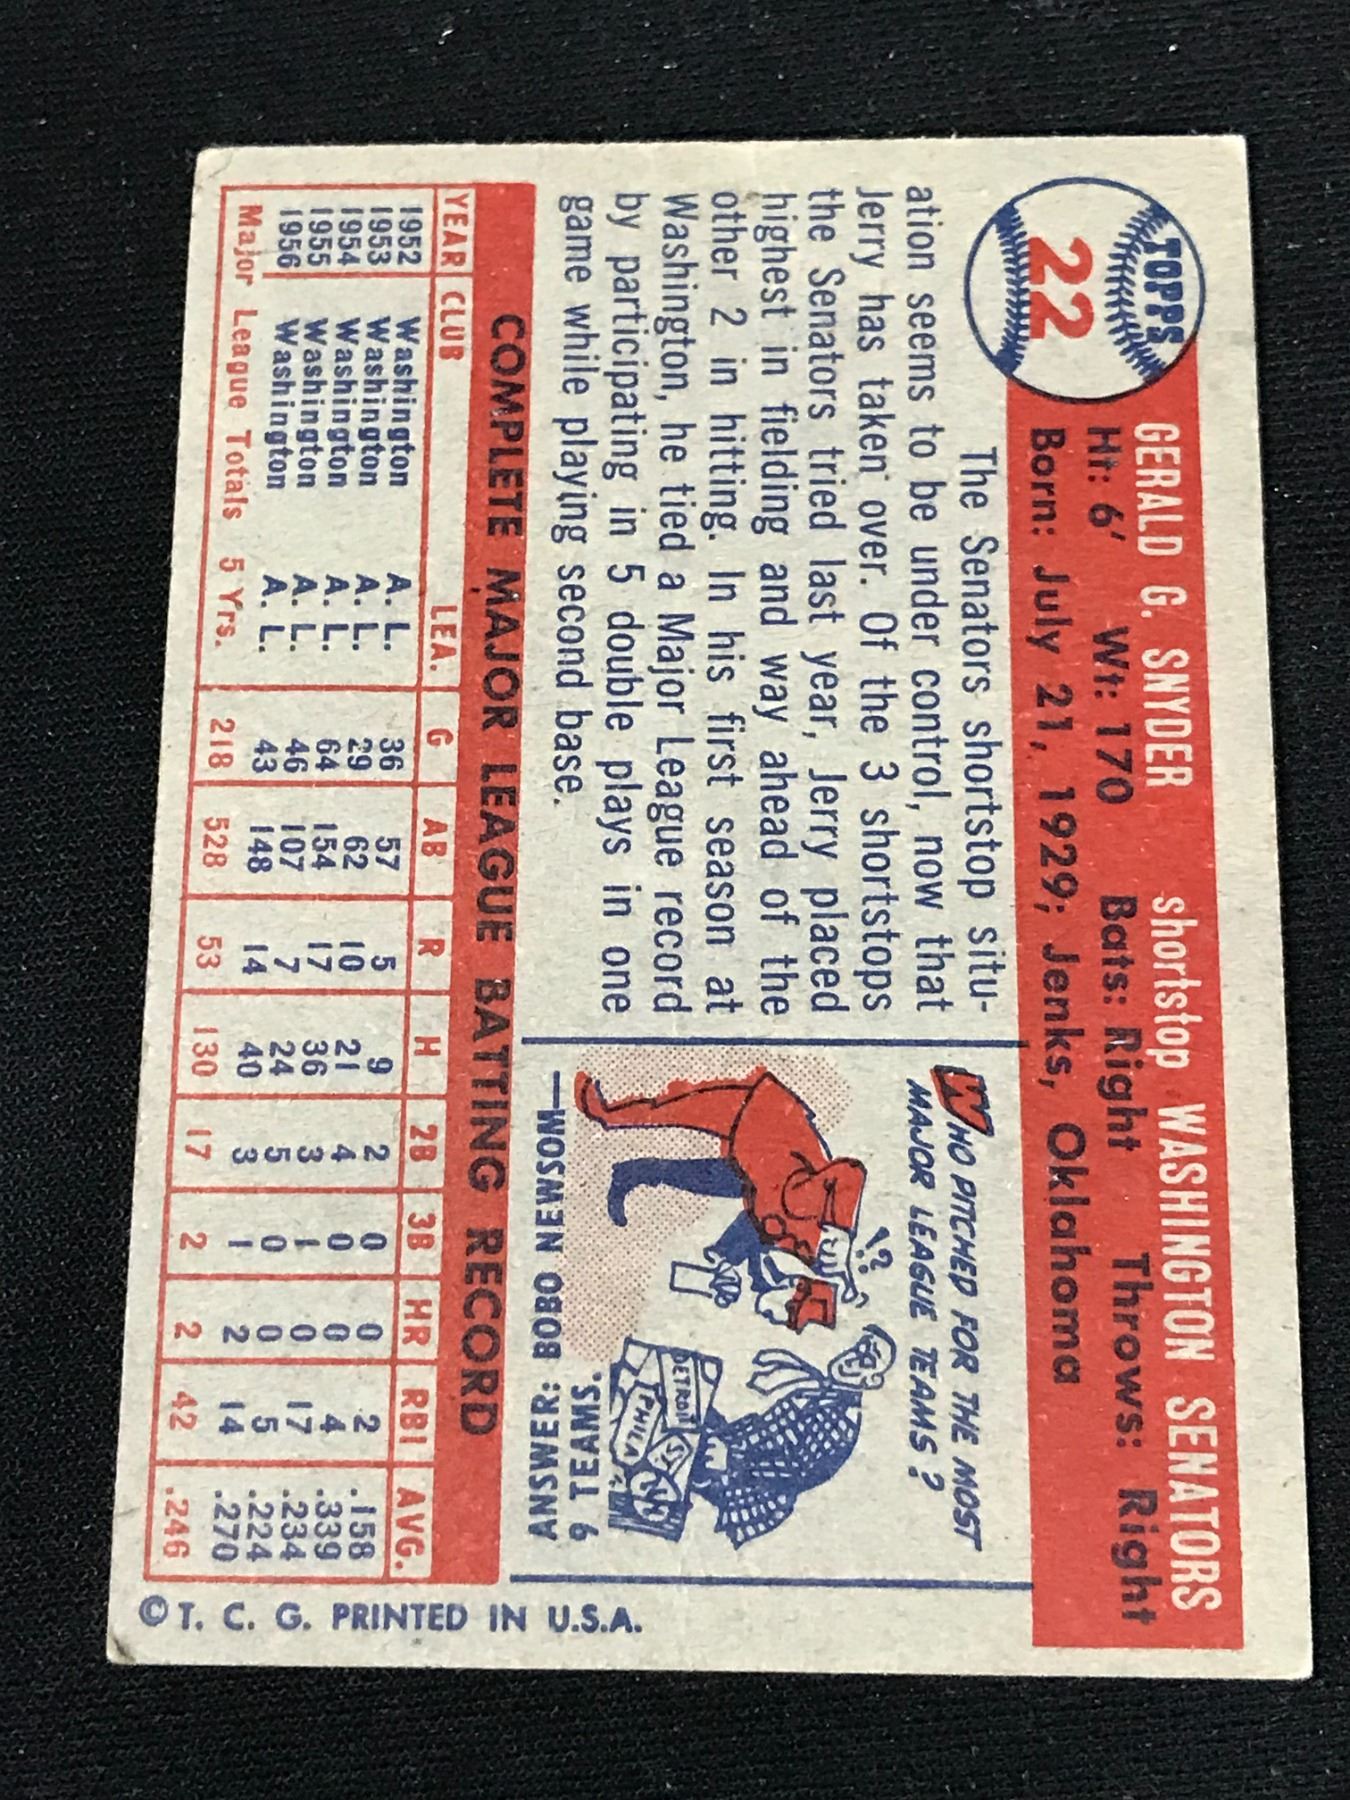 TOPPS
22
GERALD G. SNYDER shortstop WASHINGTON SENATORS
Ht: 6' Wt: 170 Bats: Right Throws: Right
Born: July 21, 1929; Jenks, Oklahoma
The Senators shortstop situ-
ation seems to be under control, now that
Jerry has taken over. Of the 3 shortstops
the Senators tried last year, Jerry placed
highest in fielding and way ahead of the
other 2 in hitting. In his first season at
Washington, he tied a Major League record
by participating in 5 double plays in one
game while playing second base.
WHO PITCHED FOR THE MOST
MAJOR LEAGUE TEAMS?
!?
DETROIT
PHILA
ST
NY
ANSWER: BOBO NEWSOM—
9 TEAMS.
COMPLETE MAJOR LEAGUE BATTING RECORD
YEAR CLUB LEA. G AB R H 2B 3B HR RBI AVG.
1952 Washington A. L. 36 57 5 9 2 0 0 2 .158
1953 Washington A. L. 29 62 10 21 4 0 0 4 .339
1954 Washington A. L. 64 154 17 36 3 1 0 17 .234
1955 Washington A. L. 46 107 7 24 5 0 0 5 .224
1956 Washington A. L. 43 148 14 40 3 1 2 14 .270
Major League Totals 5 Yrs. 218 528 53 130 17 2 2 42 .246
© T. C. G. PRINTED IN U.S.A.